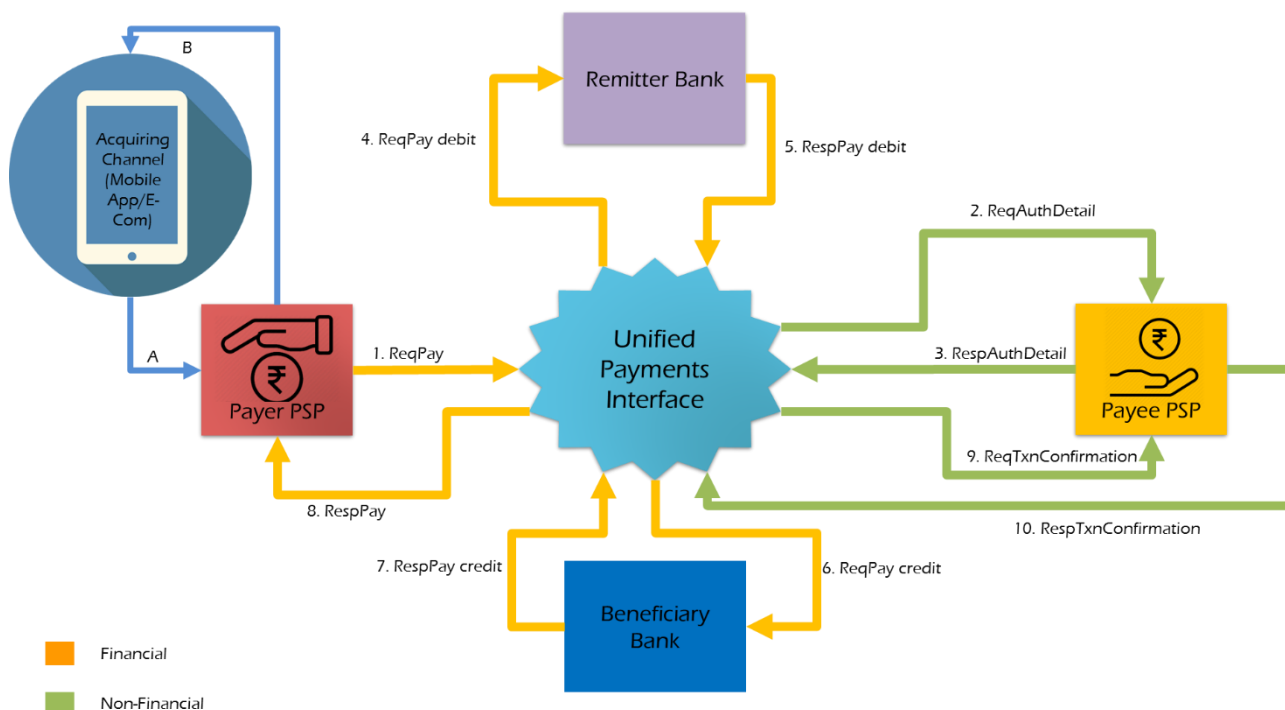 B
Remitter Bank
Acquiring
Channel
(Mobile
App/E-
Com)
4. ReqPay debit
5. RespPay debit
2. ReqAuthDetail
A
1. ReqPay
Unified
Payments
Interface
3. RespAuthDetail
₹
₹
Payer PSP
Payee PSP
9. ReqTxnConfirmation
8. RespPay
10. RespTxnConfirmation
7. RespPay credit
6. ReqPay credit
Beneficiary
Bank
Financial
Non-Financial